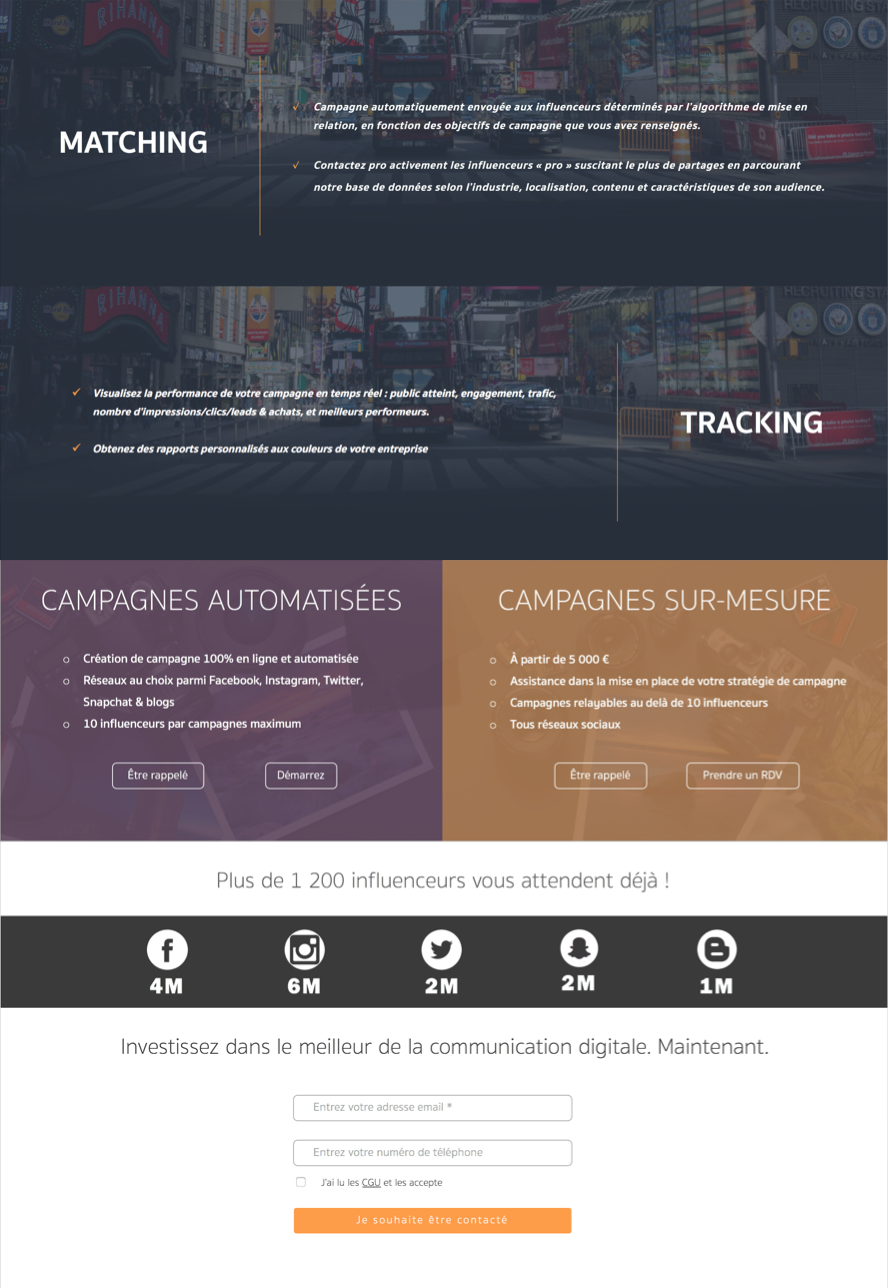 RIHANNA
RECRUITING ST
MATCHING
✓ Campagne automatiquement envoyée aux influenceurs déterminés par l'algorithme de mise en
relation, en fonction des objectifs de campagne que vous avez renseignés.
✓ Contactez pro activement les influenceurs « pro » suscitant le plus de partages en parcourant
notre base de données selon l'industrie, localisation, contenu et caractéristiques de son audience.
RIHANNA
RECRUITING ST
✓ Visualisez la performance de votre campagne en temps réel : public atteint, engagement, trafic,
nombre d'impressions/clics/leads & achats, et meilleurs performeurs.
✓ Obtenez des rapports personnalisés aux couleurs de votre entreprise
TRACKING
CAMPAGNES AUTOMATISÉES
o Création de campagne 100% en ligne et automatisée
o Réseaux au choix parmi Facebook, Instagram, Twitter,
Snapchat & blogs
o 10 influenceurs par campagnes maximum
Être rappelé
Démarrez
CAMPAGNES SUR-MESURE
o À partir de 5 000 €
o Assistance dans la mise en place de votre stratégie de campagne
o Campagnes relayables au delà de 10 influenceurs
o Tous réseaux sociaux
Être rappelé
Prendre un RDV
Plus de 1 200 influenceurs vous attendent déjà !
4M
6M
2M
2M
1M
Investissez dans le meilleur de la communication digitale. Maintenant.
Entrez votre adresse email *
Entrez votre numéro de téléphone
J'ai lu les CGU et les accepte
Je souhaite être contacté